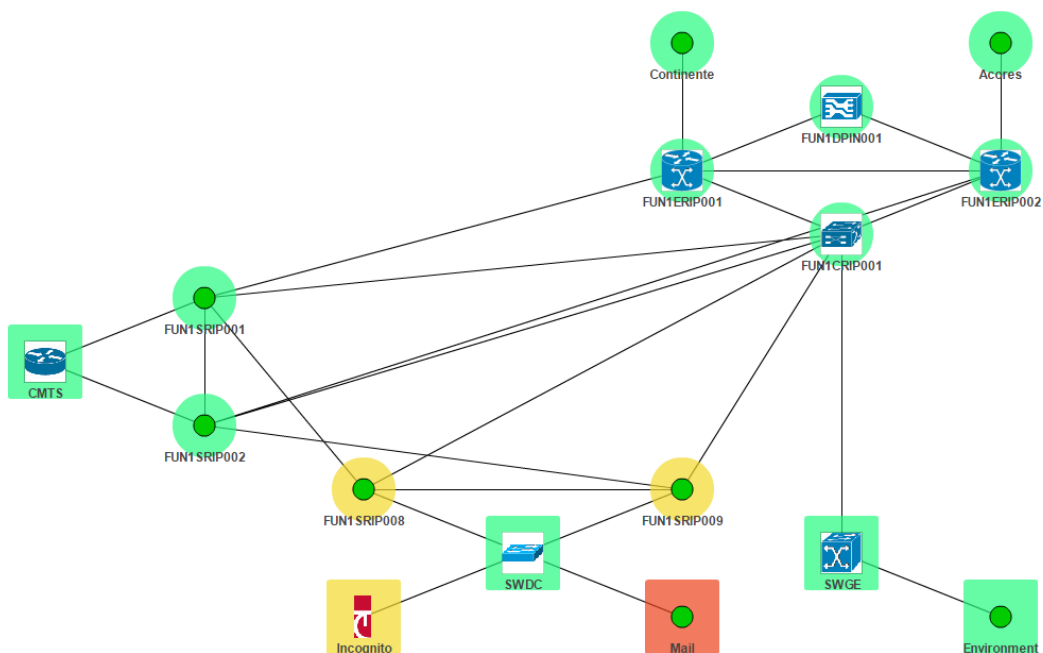 Continente
Acores
FUN1DPIN001
FUN1ERIP001
FUN1ERIP002
FUN1CRIP001
FUN1SRIP001
CMTS
FUN1SRIP002
FUN1SRIP008
FUN1SRIP009
SWDC
SWGE
Incognito
Mail
Environment